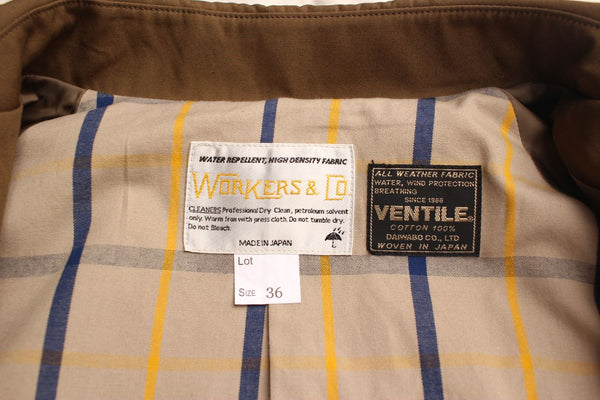 WATER REPELLENT, HIGH DENSITY FABRIC
WORKERS & CO
CLEANERS Professional Dry Clean, petroleum solvent
only. Warm iron with press cloth. Do not tumble dry.
Do not Bleach.
MADE IN JAPAN
Lot
SIZE 36
ALL WEATHER FABRIC
WATER, WIND PROTECTION
BREATHING
SINCE 1988
VENTILE®
COTTON 100%
DAIWABO CO., LTD
WOVEN IN JAPAN